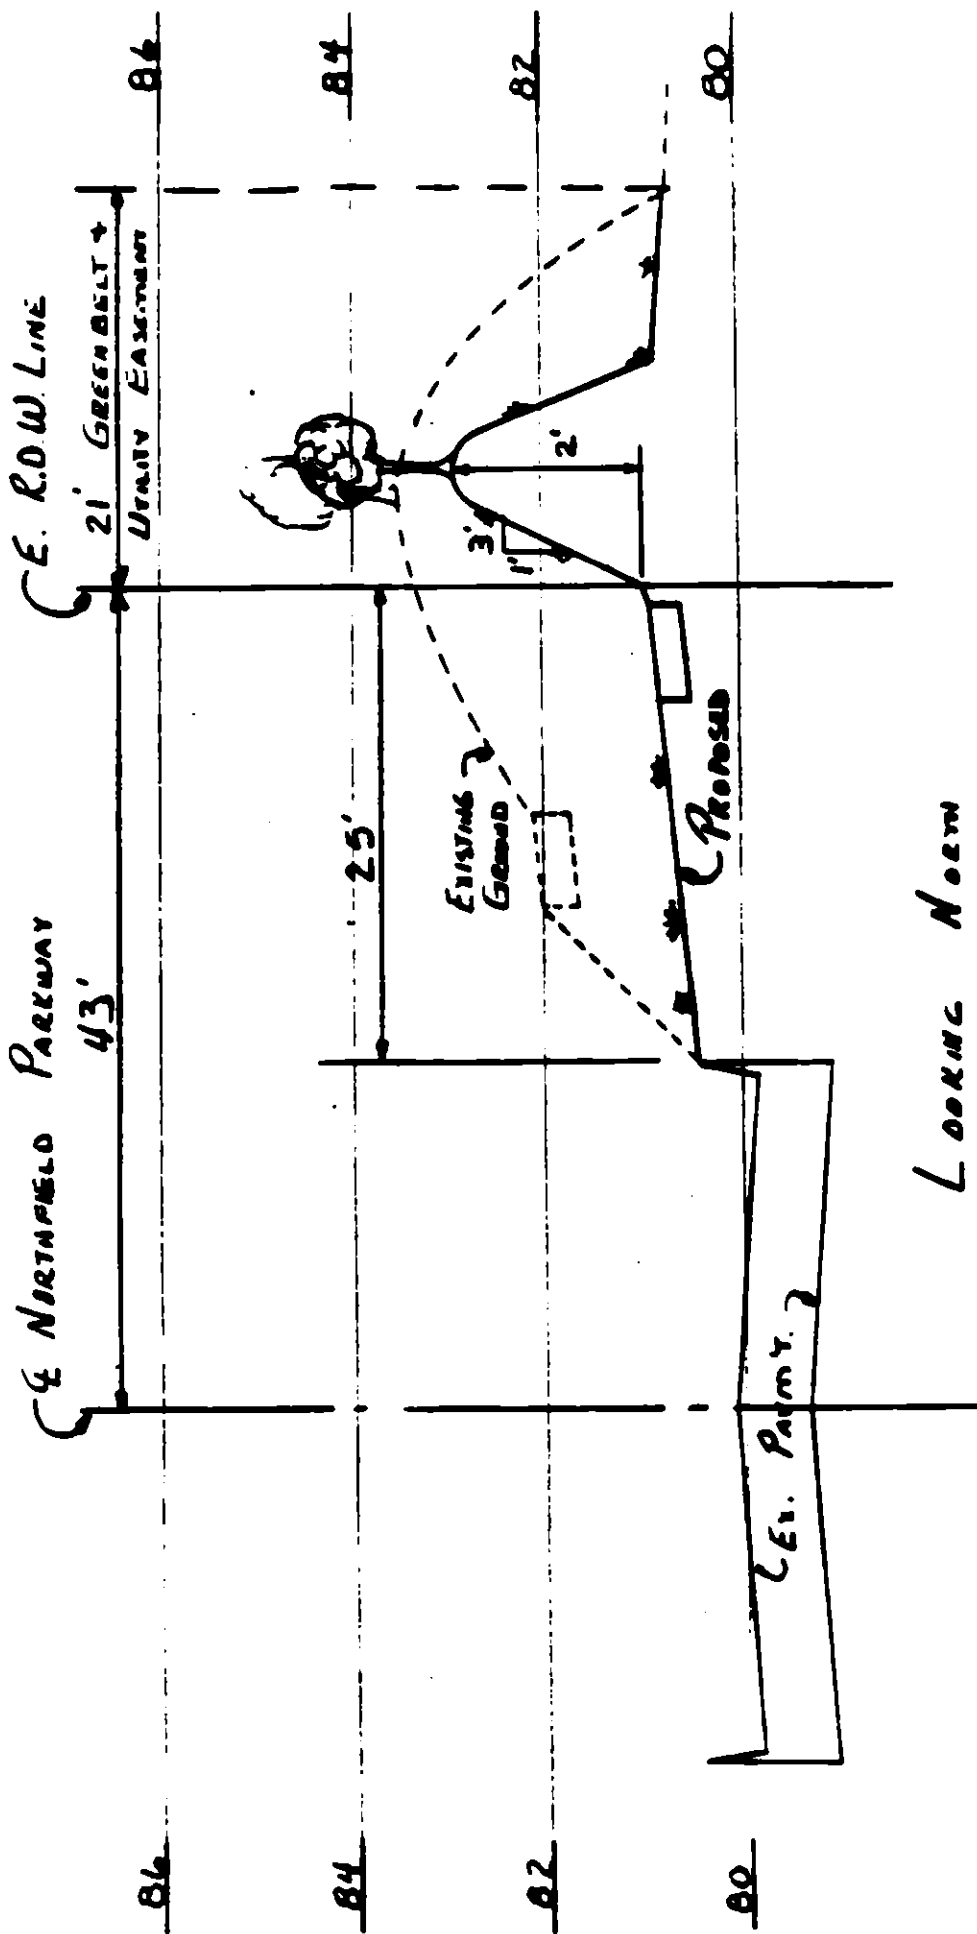 ℄ NORTHFIELD PARKWAY
E. R.O.W. LINE
43'
21' GREENBELT +
UTILITY EASEMENT
86
86
84
84
82
82
80
80
25'
EXISTING
GROUND
3'
1'
2'
PROPOSED
EX. PAVMT.
LOOKING NORTH